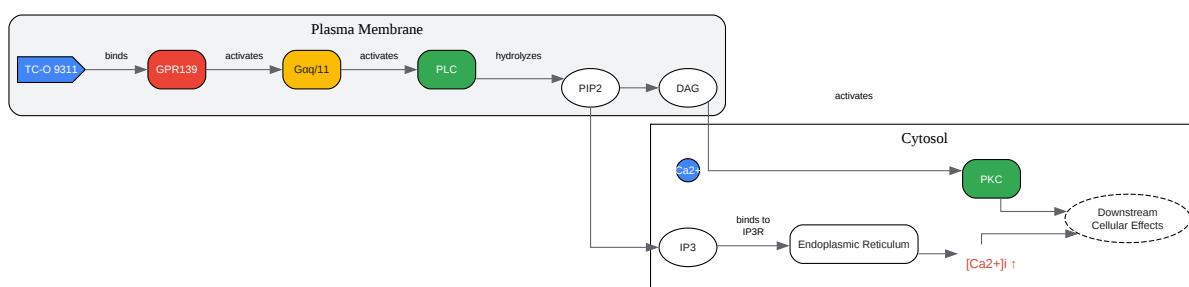 Plasma Membrane
TC-O 9311
binds
GPR139
activates
Gαq/11
activates
PLC
hydrolyzes
PIP2
DAG
activates
Cytosol
Ca2+
PKC
Downstream
Cellular Effects
IP3
binds to
IP3R
Endoplasmic Reticulum
[Ca2+]i ↑